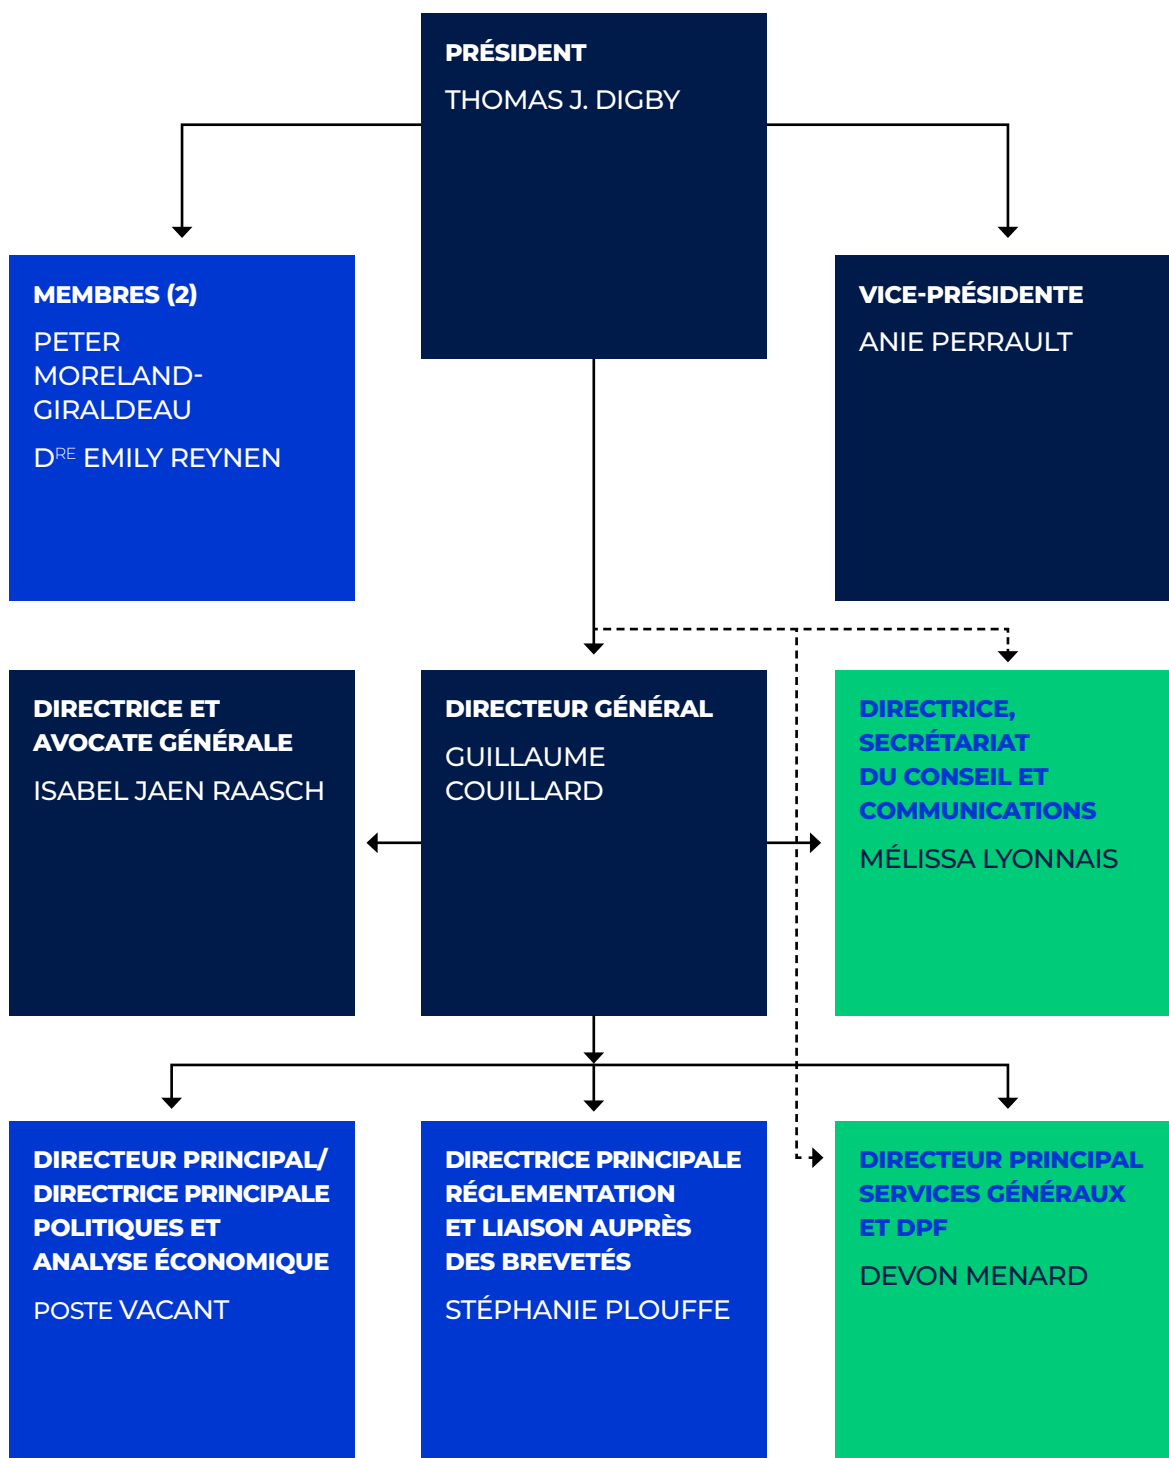 PRÉSIDENT
THOMAS J. DIGBY
MEMBRES (2)
PETER
MORELAND-
GIRALDEAU
DRE EMILY REYNEN
VICE-PRÉSIDENTE
ANIE PERRAULT
DIRECTRICE ET
AVOCATE GÉNÉRALE
ISABEL JAEN RAASCH
DIRECTEUR GÉNÉRAL
GUILLAUME
COUILLARD
DIRECTRICE,
SECRÉTARIAT
DU CONSEIL ET
COMMUNICATIONS
MÉLISSA LYONNAIS
DIRECTEUR PRINCIPAL/
DIRECTRICE PRINCIPALE
POLITIQUES ET
ANALYSE ÉCONOMIQUE
POSTE VACANT
DIRECTRICE PRINCIPALE
RÉGLEMENTATION
ET LIAISON AUPRÈS
DES BREVETÉS
STÉPHANIE PLOUFFE
DIRECTEUR PRINCIPAL
SERVICES GÉNÉRAUX
ET DPF
DEVON MENARD